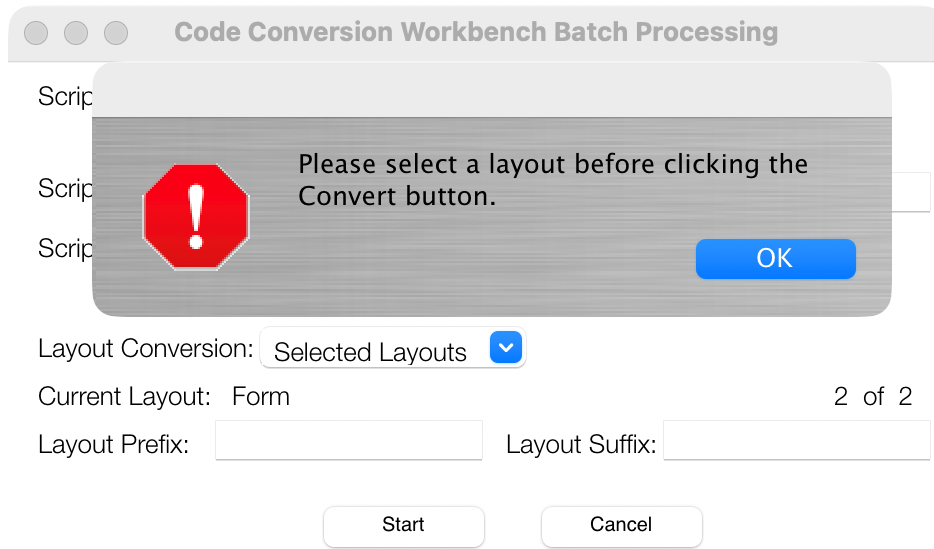 Code Conversion Workbench Batch Processing
Scrip
Please select a layout before clicking the
Convert button.
Scrip
Scrip
OK
Layout Conversion: Selected Layouts
Current Layout: Form 2 of 2
Layout Prefix: Layout Suffix:
Start Cancel